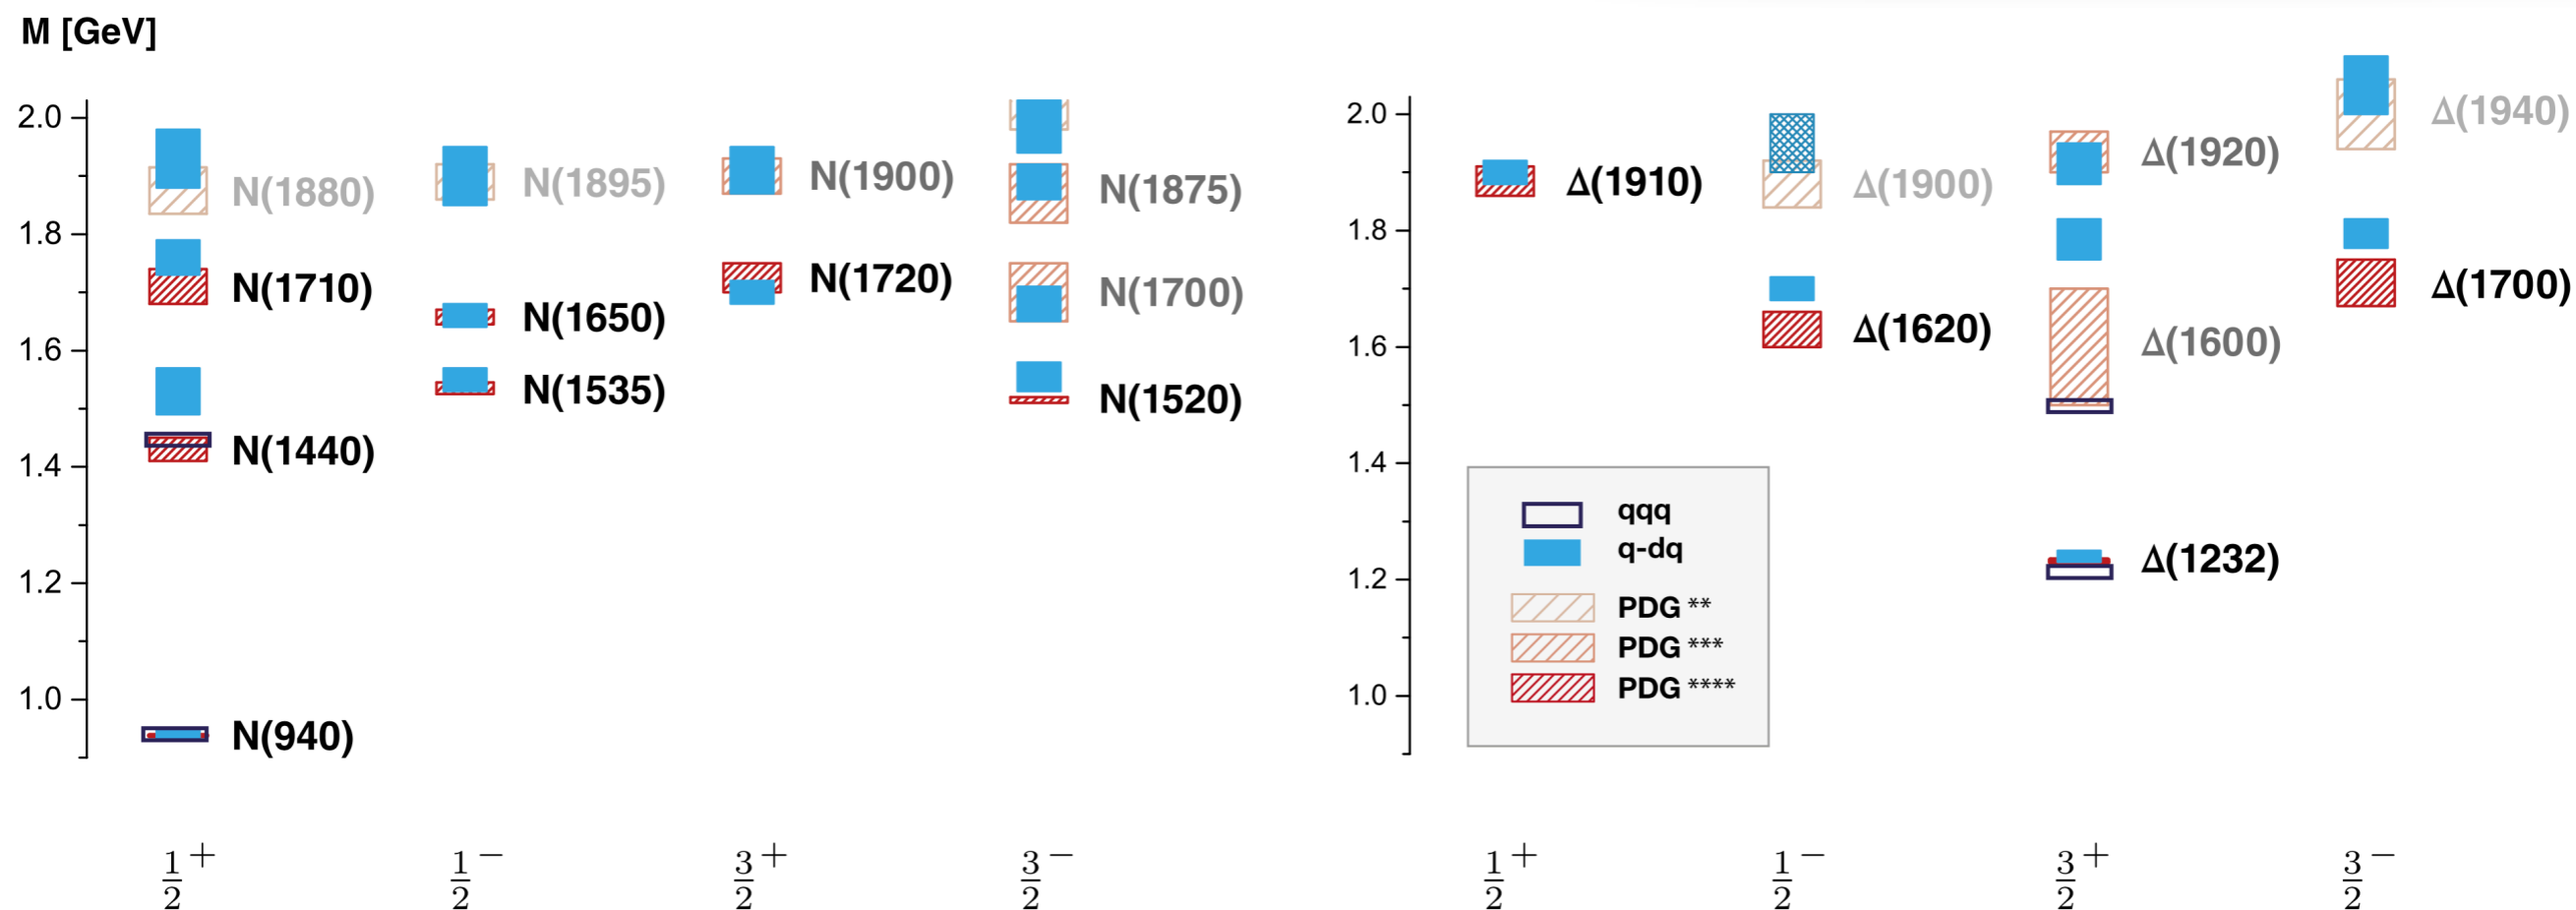 M [GeV]
2.0
1.8
1.6
1.4
1.2
1.0
N(1880)
N(1710)
N(1440)
N(940)
N(1895)
N(1650)
N(1535)
N(1900)
N(1720)
N(1875)
N(1700)
N(1520)
1/2 +
1/2 −
3/2 +
3/2 −
2.0
1.8
1.6
1.4
1.2
1.0
Δ(1910)
Δ(1900)
Δ(1620)
Δ(1920)
Δ(1600)
Δ(1232)
Δ(1940)
Δ(1700)
qqq
q-dq
PDG **
PDG ***
PDG ****
1/2 +
1/2 −
3/2 +
3/2 −